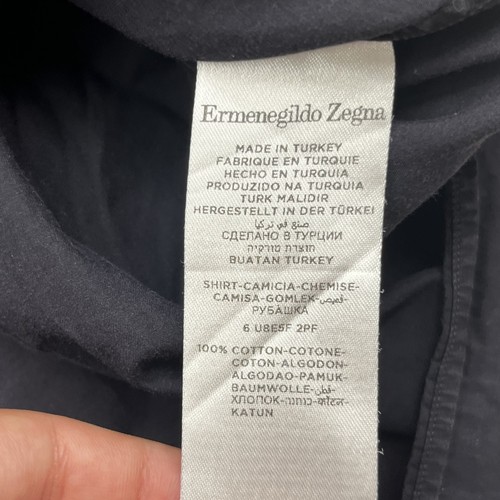 Ermenegildo Zegna
MADE IN TURKEY
FABRIQUE EN TURQUIE
HECHO EN TURQUIA
PRODUZIDO NA TURQUIA
TURK MALIDIR
HERGESTELLT IN DER TÜRKEI
صنع في تركيا
СДЕЛАНО В ТУРЦИИ
תוצרת טורקיה
BUATAN TURKEY
SHIRT-CAMICIA-CHEMISE-
CAMISA-GOMLEK-قميص-
РУБАШКА
6 U8E5F 2PF
100% COTTON-COTONE-
COTON-ALGODON-
ALGODAO-PAMUK-
BAUMWOLLE-قطن-
ХЛОПОК-כותנה-कॉटन-
KATUN